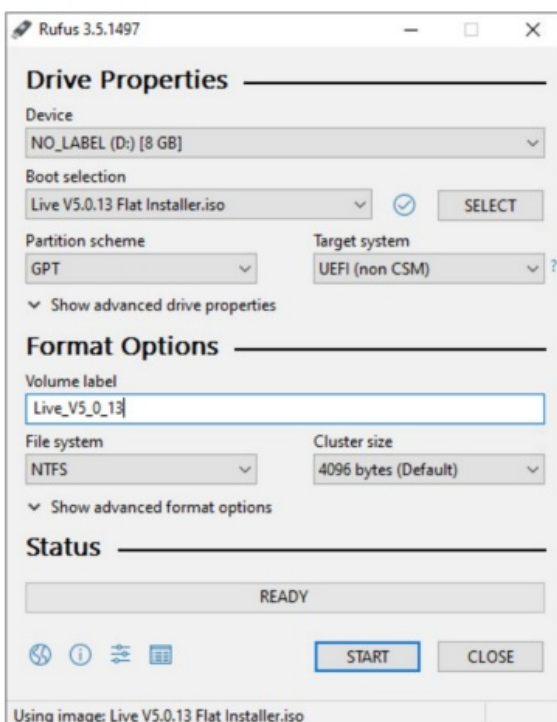 Rufus 3.5.1497
Drive Properties
Device
NO_LABEL (D:) [8 GB]
Boot selection
Live V5.0.13 Flat Installer.iso
SELECT
Partition scheme
Target system
GPT
UEFI (non CSM)
?
Show advanced drive properties
Format Options
Volume label
Live_V5_0_13
File system
Cluster size
NTFS
4096 bytes (Default)
Show advanced format options
Status
READY
START
CLOSE
Using image: Live V5.0.13 Flat Installer.iso